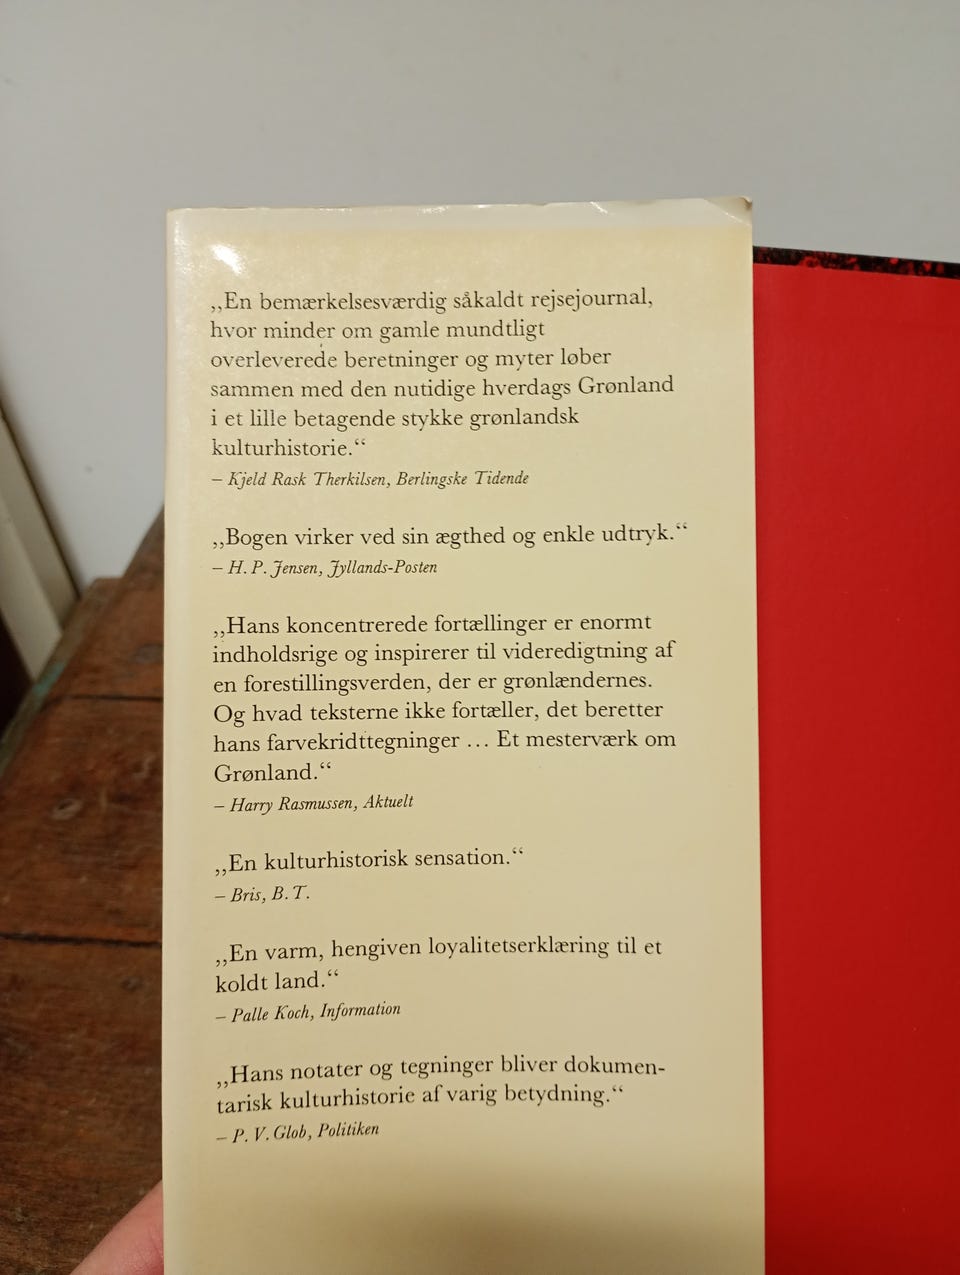 „En bemærkelsesværdig såkaldt rejsejournal,
hvor minder om gamle mundtligt
overleverede beretninger og myter løber
sammen med den nutidige hverdags Grønland
i et lille betagende stykke grønlandsk
kulturhistorie.“
– Kjeld Rask Therkilsen, Berlingske Tidende
„Bogen virker ved sin ægthed og enkle udtryk.“
– H. P. Jensen, Jyllands-Posten
„Hans koncentrerede fortællinger er enormt
indholdsrige og inspirerer til videredigtning af
en forestillingsverden, der er grønlændernes.
Og hvad teksterne ikke fortæller, det beretter
hans farvekridttegninger ... Et mesterværk om
Grønland.“
– Harry Rasmussen, Aktuelt
„En kulturhistorisk sensation.“
– Bris, B. T.
„En varm, hengiven loyalitetserklæring til et
koldt land.“
– Palle Koch, Information
„Hans notater og tegninger bliver dokumen-
tarisk kulturhistorie af varig betydning.“
– P. V. Glob, Politiken